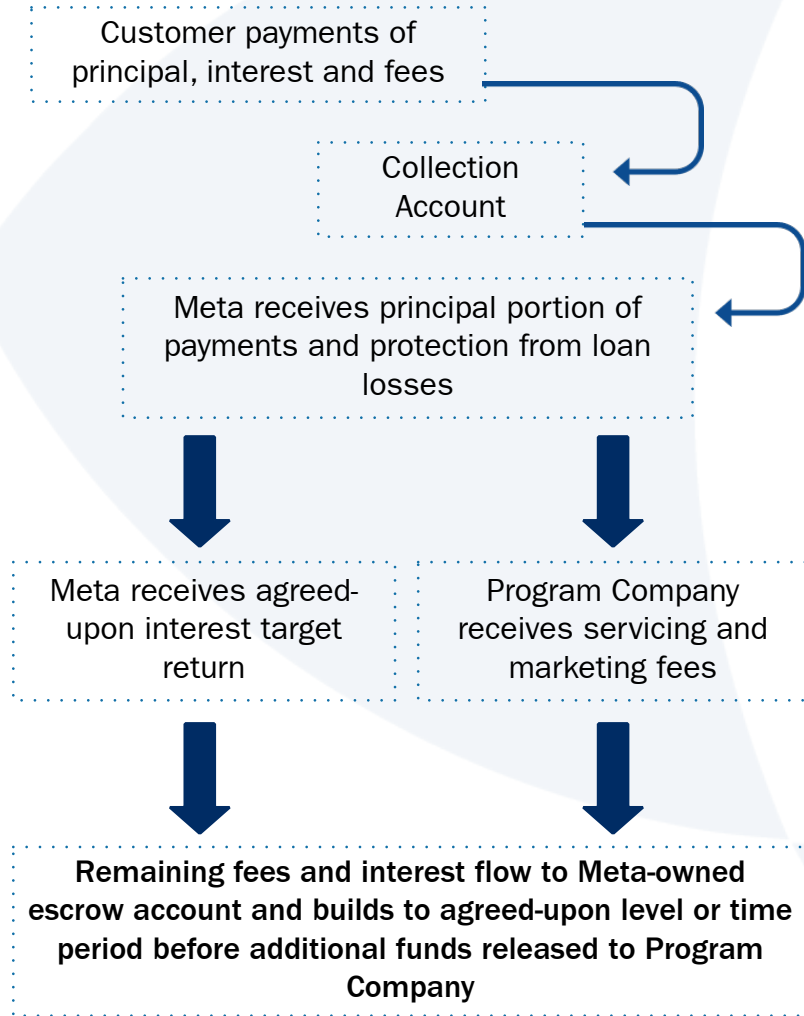 Customer payments of
principal, interest and fees
Collection
Account
Meta receives principal portion of
payments and protection from loan
losses
Meta receives agreed-
upon interest target
return
Program Company
receives servicing and
marketing fees
Remaining fees and interest flow to Meta-owned
escrow account and builds to agreed-upon level or time
period before additional funds released to Program
Company